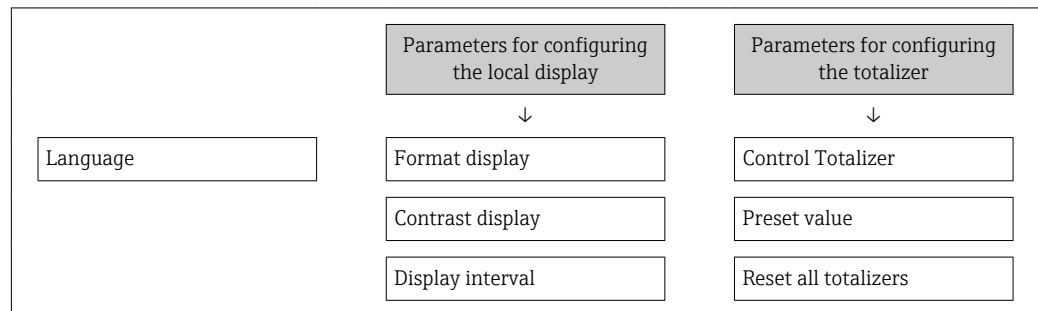 Parameters for configuring
the local display
Parameters for configuring
the totalizer
↓
↓
Language
Format display
Control Totalizer
Contrast display
Preset value
Display interval
Reset all totalizers